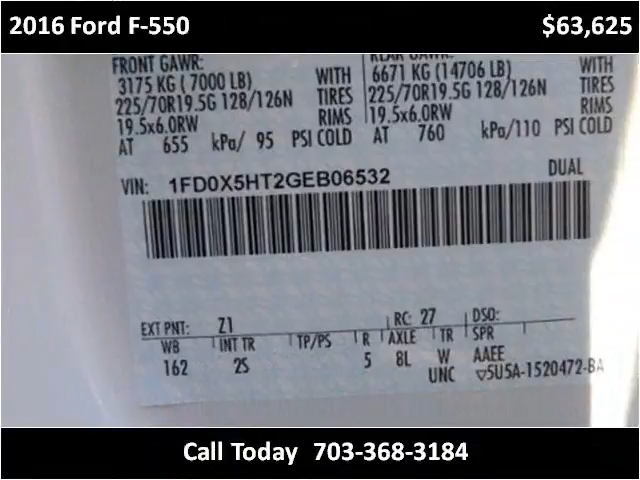 2016 Ford F-550 $63,625
FRONT GAWR: REAR GAWR:
3175 KG ( 7000 LB) WITH 6671 KG (14706 LB) WITH
225/70R19.5G 128/126N TIRES 225/70R19.5G 128/126N TIRES
19.5x6.0RW RIMS 19.5x6.0RW RIMS
AT 655 kPa/ 95 PSI COLD AT 760 kPa/110 PSI COLD
VIN: 1FD0X5HT2GEB06532 DUAL
EXT PNT: Z1 RC: 27 DSO:
WB INT TR TP/PS R AXLE TR SPR
162 2S 5 8L W AAEE
UNC ▽5U5A-1520472-BA
Call Today 703-368-3184